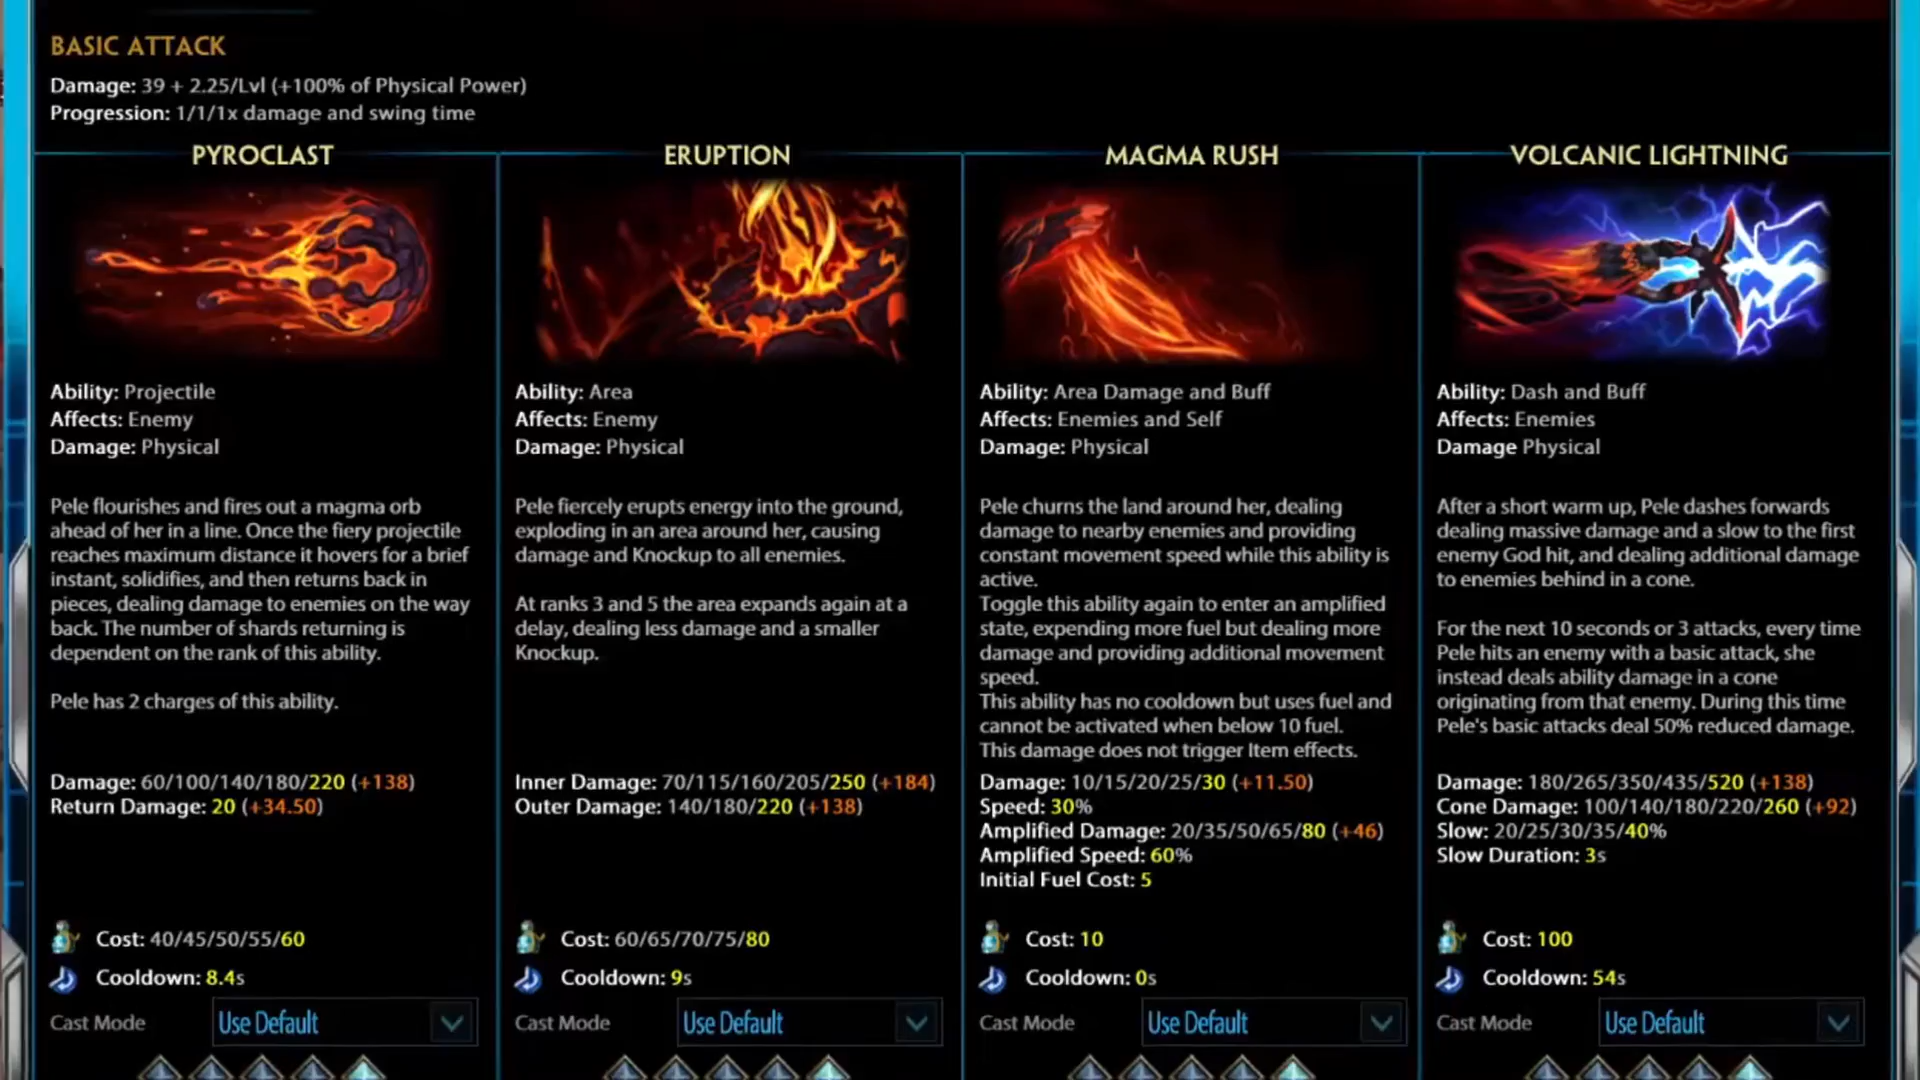 BASIC ATTACK
Damage: 39 + 2.25/Lvl (+100% of Physical Power)
Progression: 1/1/1x damage and swing time
PYROCLAST
Ability: Projectile
Affects: Enemy
Damage: Physical
Pele flourishes and fires out a magma orb
ahead of her in a line. Once the fiery projectile
reaches maximum distance it hovers for a brief
instant, solidifies, and then returns back in
pieces, dealing damage to enemies on the way
back. The number of shards returning is
dependent on the rank of this ability.
Pele has 2 charges of this ability.
Damage: 60/100/140/180/220 (+138)
Return Damage: 20 (+34.50)
Cost: 40/45/50/55/60
Cooldown: 8.4s
Cast Mode
Use Default
ERUPTION
Ability: Area
Affects: Enemy
Damage: Physical
Pele fiercely erupts energy into the ground,
exploding in an area around her, causing
damage and Knockup to all enemies.
At ranks 3 and 5 the area expands again at a
delay, dealing less damage and a smaller
Knockup.
Inner Damage: 70/115/160/205/250 (+184)
Outer Damage: 140/180/220 (+138)
Cost: 60/65/70/75/80
Cooldown: 9s
Cast Mode
Use Default
MAGMA RUSH
Ability: Area Damage and Buff
Affects: Enemies and Self
Damage: Physical
Pele churns the land around her, dealing
damage to nearby enemies and providing
constant movement speed while this ability is
active.
Toggle this ability again to enter an amplified
state, expending more fuel but dealing more
damage and providing additional movement
speed.
This ability has no cooldown but uses fuel and
cannot be activated when below 10 fuel.
This damage does not trigger Item effects.
Damage: 10/15/20/25/30 (+11.50)
Speed: 30%
Amplified Damage: 20/35/50/65/80 (+46)
Amplified Speed: 60%
Initial Fuel Cost: 5
Cost: 10
Cooldown: 0s
Cast Mode
Use Default
VOLCANIC LIGHTNING
Ability: Dash and Buff
Affects: Enemies
Damage Physical
After a short warm up, Pele dashes forwards
dealing massive damage and a slow to the first
enemy God hit, and dealing additional damage
to enemies behind in a cone.
For the next 10 seconds or 3 attacks, every time
Pele hits an enemy with a basic attack, she
instead deals ability damage in a cone
originating from that enemy. During this time
Pele's basic attacks deal 50% reduced damage.
Damage: 180/265/350/435/520 (+138)
Cone Damage: 100/140/180/220/260 (+92)
Slow: 20/25/30/35/40%
Slow Duration: 3s
Cost: 100
Cooldown: 54s
Cast Mode
Use Default